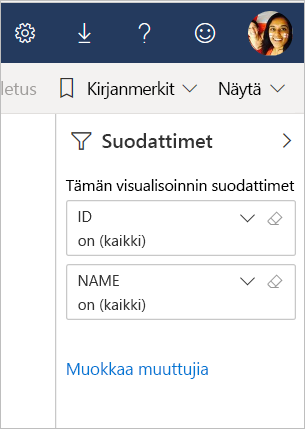 letus Kirjanmerkit Näytä
Suodattimet
Tämän visualisoinnin suodattimet
ID
on (kaikki)
NAME
on (kaikki)
Muokkaa muuttujia